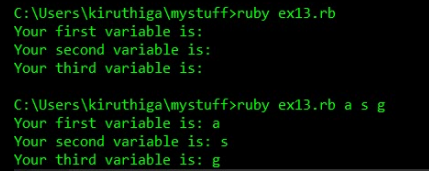 C:\Users\kiruthiga\mystuff>ruby ex13.rb
Your first variable is:
Your second variable is:
Your third variable is:
C:\Users\kiruthiga\mystuff>ruby ex13.rb a s g
Your first variable is: a
Your second variable is: s
Your third variable is: g